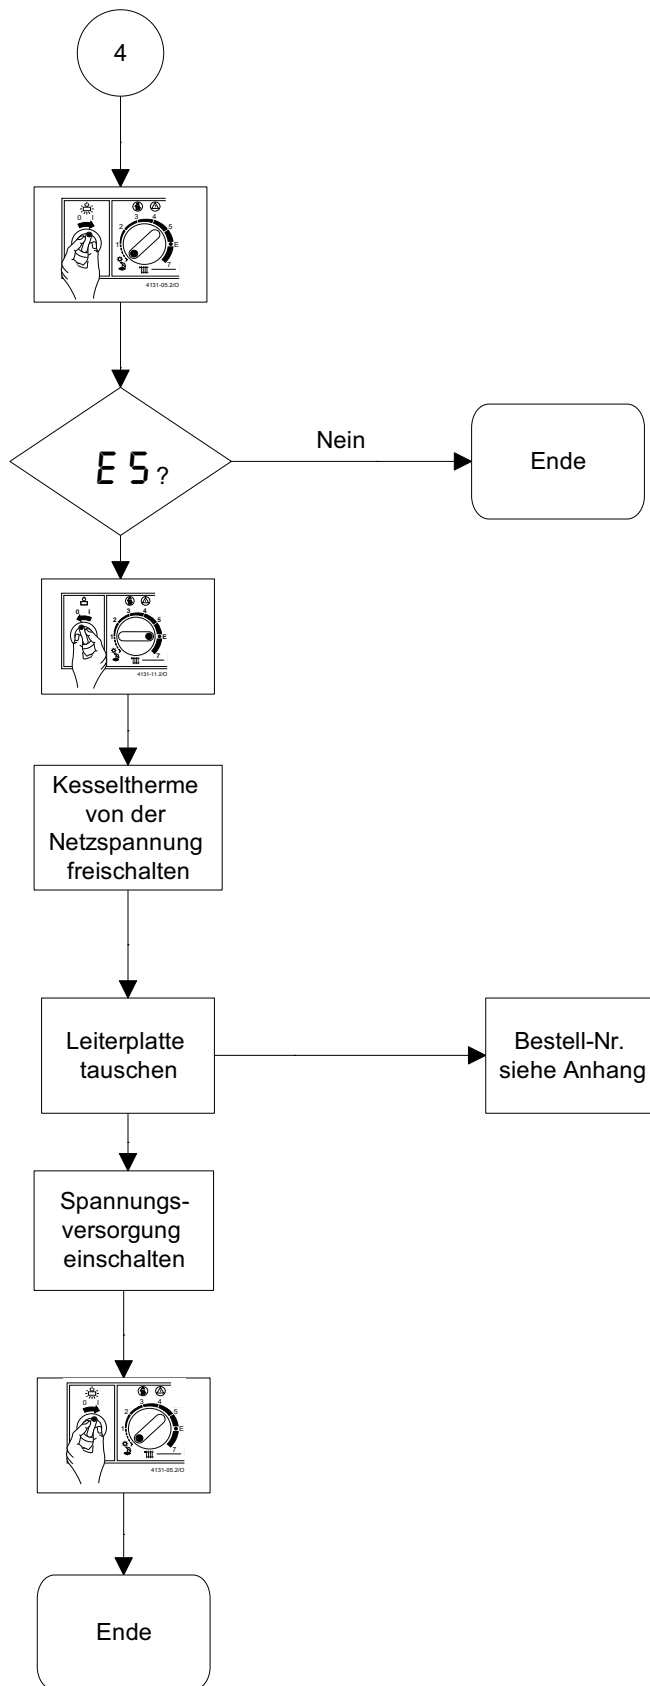 4
0 I
1 2 3 4 5 E 7
4131-05.2/O
E5?
Nein
Ende
0 I
1 2 3 4 5 E 7
4131-11.2/O
Kesseltherme
von der
Netzspannung
freischalten
Leiterplatte
tauschen
Bestell-Nr.
siehe Anhang
Spannungs-
versorgung
einschalten
0 I
1 2 3 4 5 E 7
4131-05.2/O
Ende